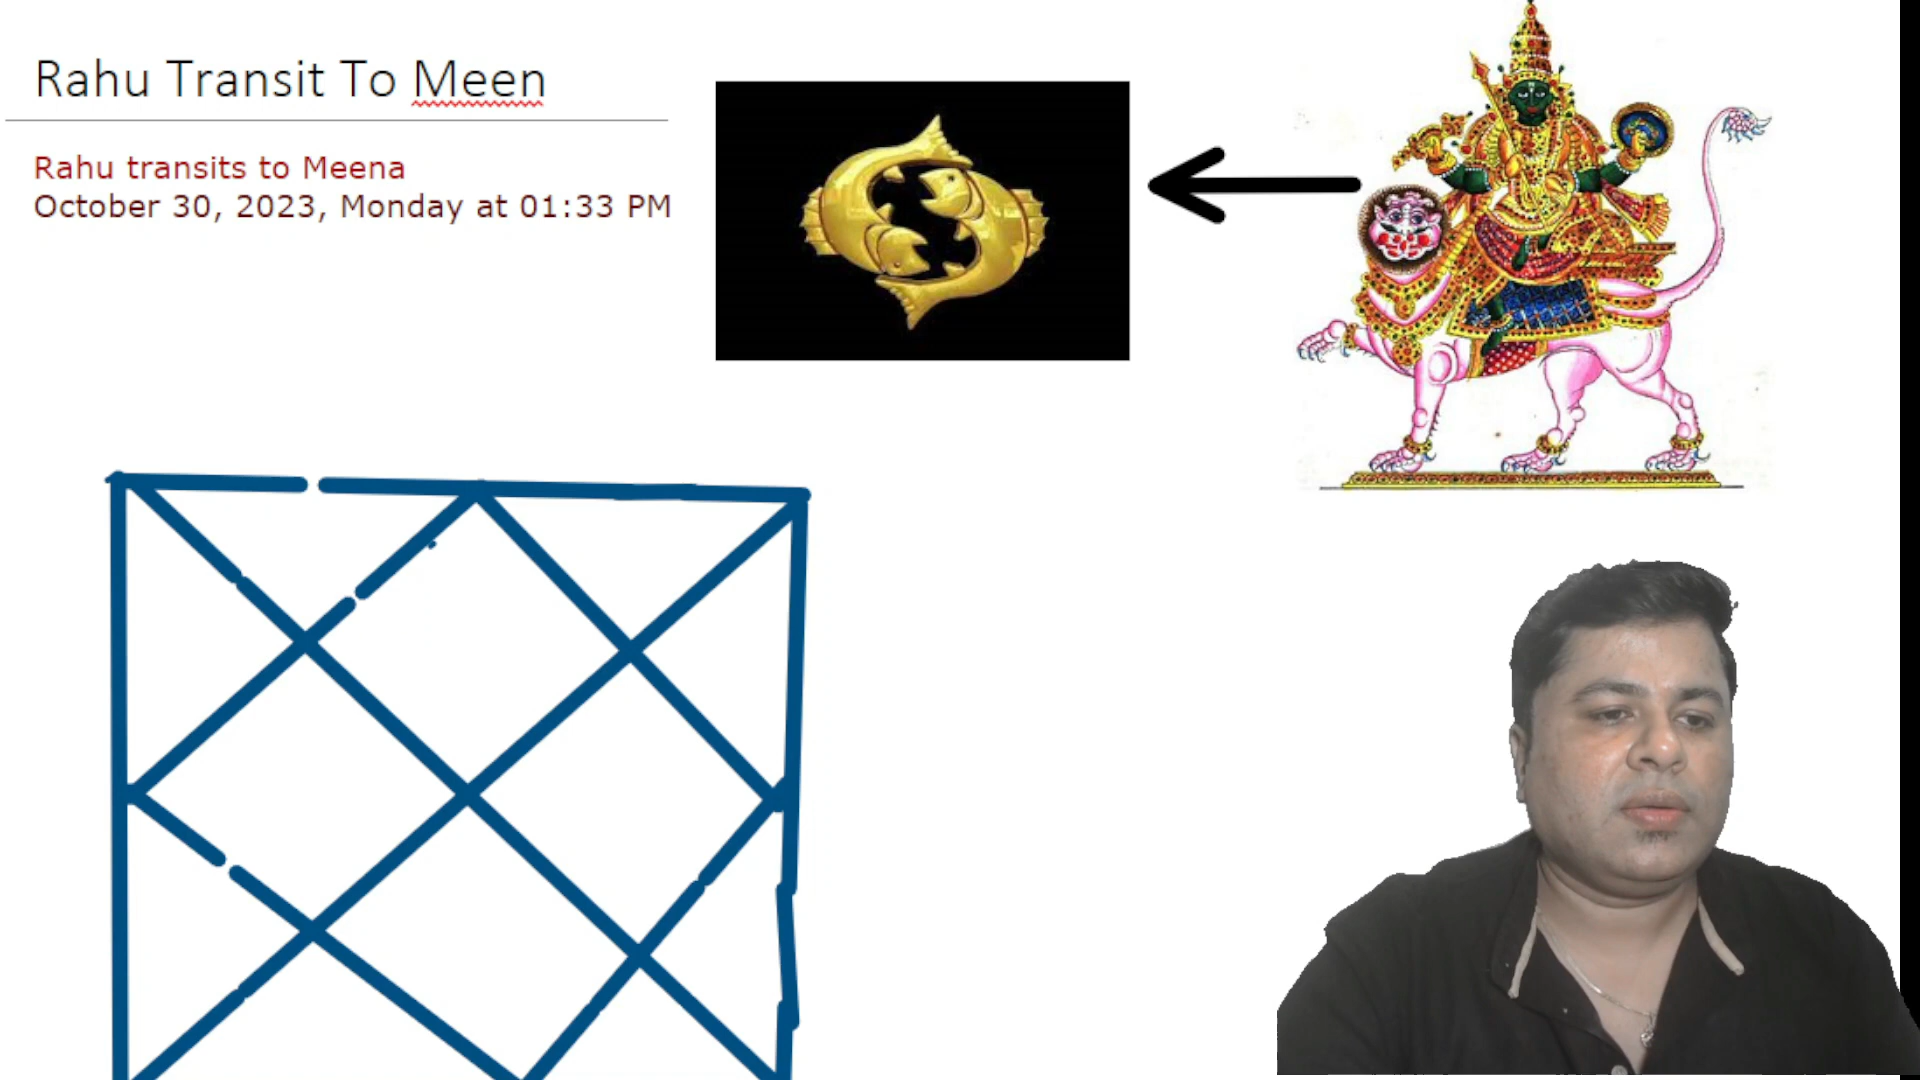 Rahu Transit To Meen
Rahu transits to Meena
October 30, 2023, Monday at 01:33 PM